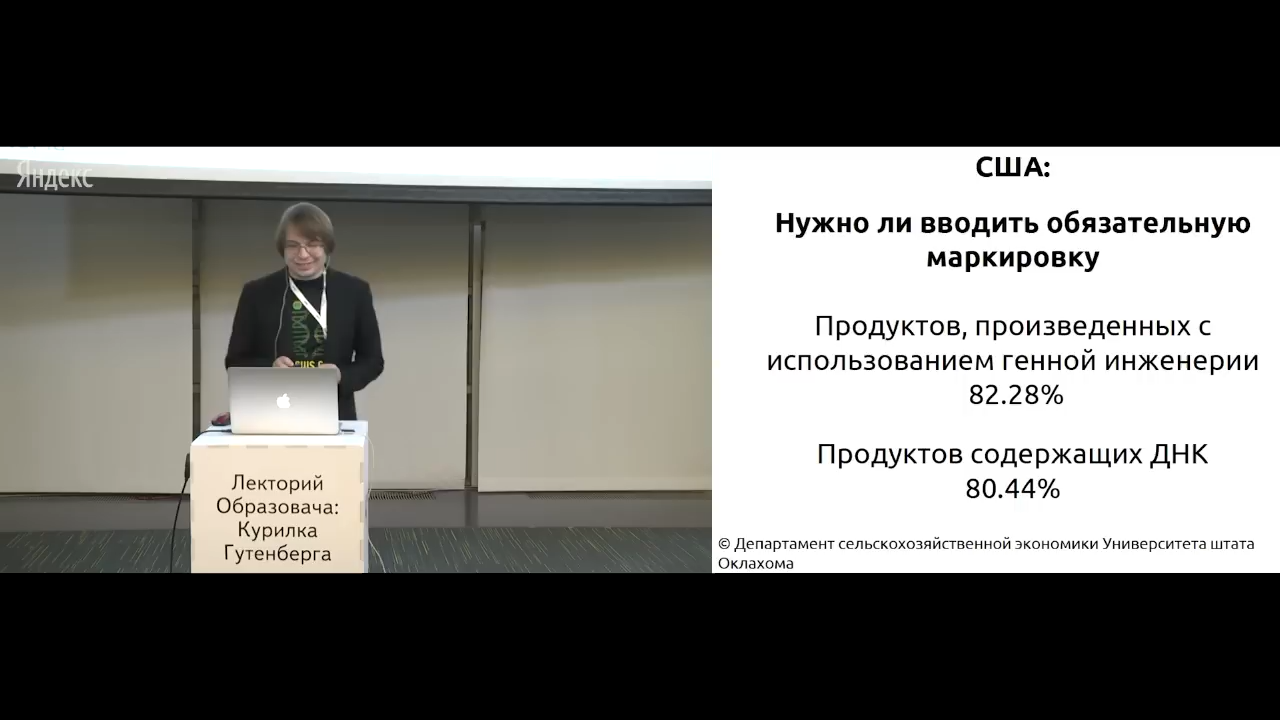 Яндекс
Лекторий
Образовача:
Курилка
Гутенберга
США:
Нужно ли вводить обязательную
маркировку
Продуктов, произведенных с
использованием генной инженерии
82.28%
Продуктов содержащих ДНК
80.44%
© Департамент сельскохозяйственной экономики Университета штата
Оклахома